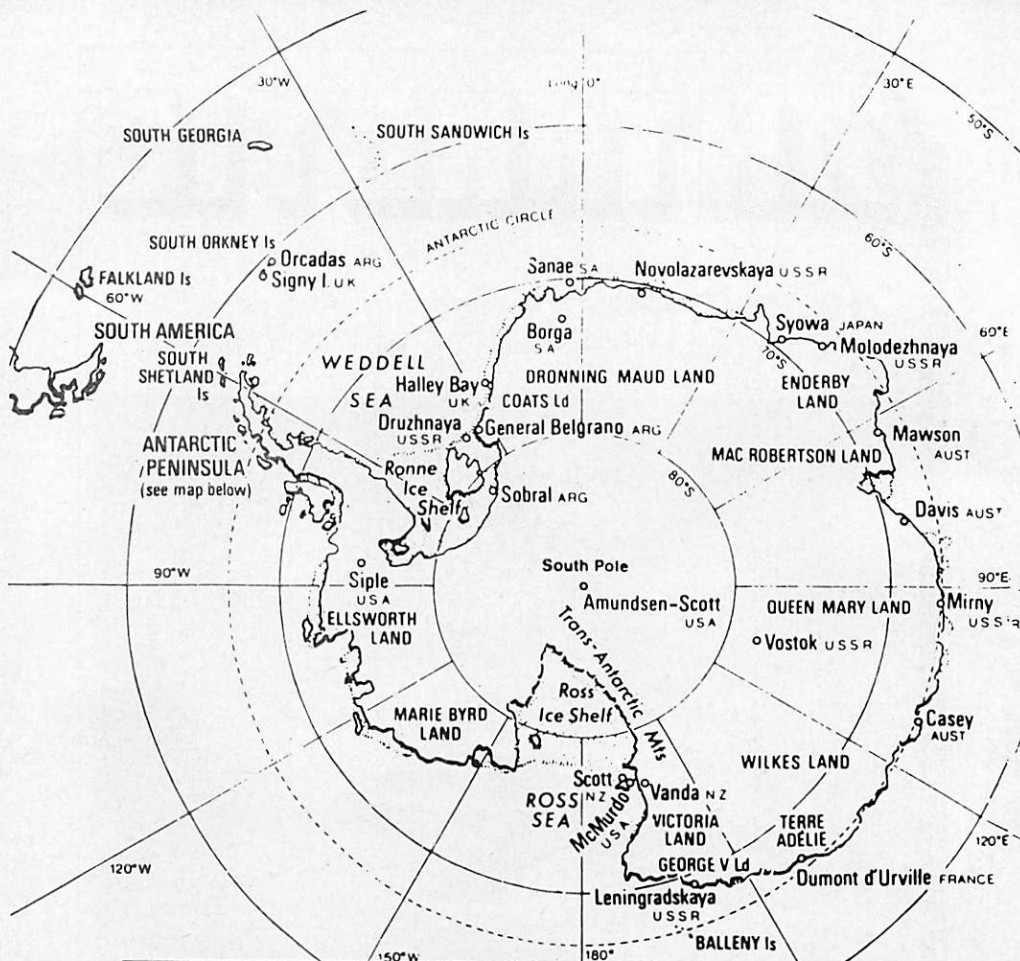 30°W
Long 0°
30°E
50°S
SOUTH GEORGIA
SOUTH SANDWICH Is
ANTARCTIC CIRCLE
60°S
SOUTH ORKNEY Is
Orcadas ARG
Signy I. UK
FALKLAND Is
60°W
Sanae SA
Novolazarevskaya USSR
Borga
SA
Syowa JAPAN
60°E
70°S
Molodezhnaya
USSR
SOUTH AMERICA
SOUTH
SHETLAND
Is
WEDDELL
SEA
Halley Bay
UK
DRONNING MAUD LAND
COATS Ld
ENDERBY
LAND
Druzhnaya
USSR
General Belgrano ARG
Mawson
AUST
ANTARCTIC
PENINSULA
(see map below)
Ronne
Ice
Shelf
Sobral ARG
MAC ROBERTSON LAND
80°S
Davis AUST
90°W
Siple
USA
South Pole
Amundsen-Scott
USA
90°E
Mirny
USSR
QUEEN MARY LAND
Vostok USSR
ELLSWORTH
LAND
Trans-Antarctic Mts
Ross
Ice Shelf
MARIE BYRD
LAND
Casey
AUST
WILKES LAND
Scott
NZ
McMurdo
USA
Vanda NZ
ROSS
SEA
VICTORIA
LAND
TERRE
ADÉLIE
120°E
GEORGE V Ld
Dumont d'Urville FRANCE
120°W
Leningradskaya
USSR
BALLENY Is
150°W
180°